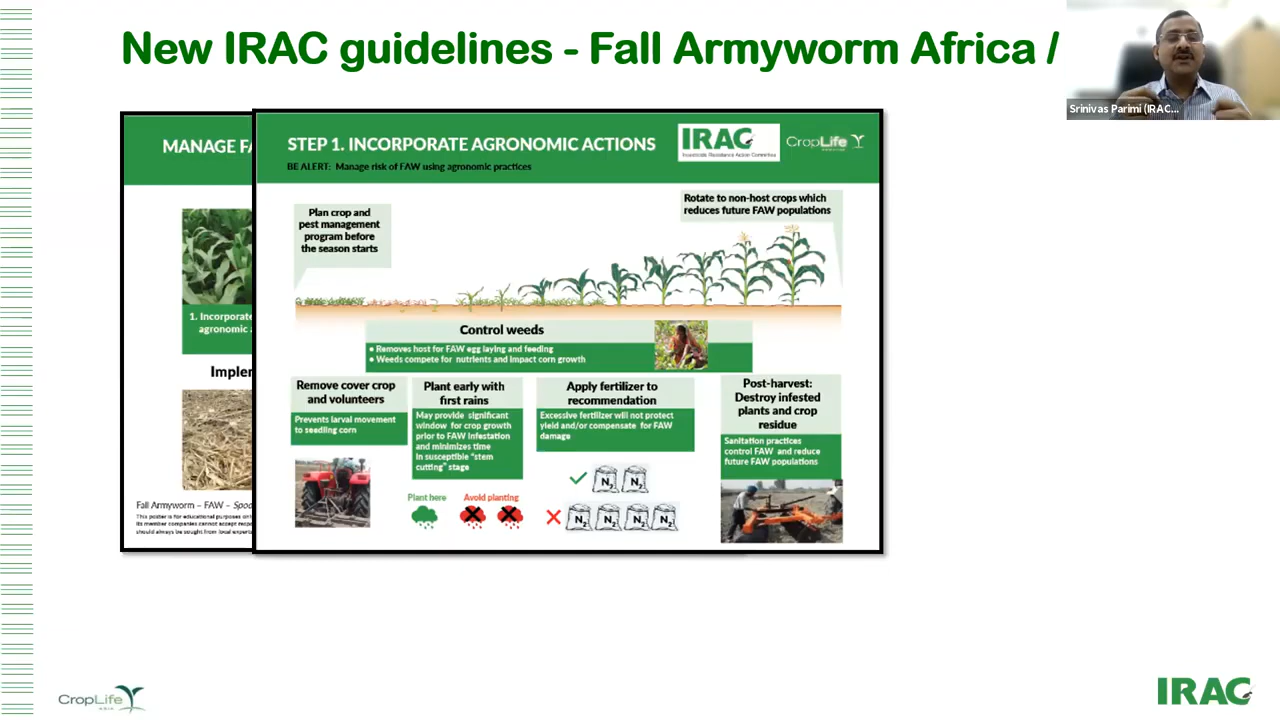 New IRAC guidelines - Fall Armyworm Africa /
Srinivas Parimi (IRAC...
MANAGE FA
1. Incorporate
agronomic a
Implen
Fall Armyworm – FAW – Spod
This poster is for educational purposes on
its member companies cannot accept respo
should always be sought from local experts
STEP 1. INCORPORATE AGRONOMIC ACTIONS
BE ALERT: Manage risk of FAW using agronomic practices
IRAC
Insecticide Resistance Action Committee
CropLife
Plan crop and
pest management
program before
the season starts
Rotate to non-host crops which
reduces future FAW populations
Control weeds
• Removes host for FAW egg laying and feeding
• Weeds compete for nutrients and impact corn growth
Remove cover crop
and volunteers
Prevents larval movement
to seedling corn
Plant early with
first rains
May provide significant
window for crop growth
prior to FAW infestation
and minimizes time
in susceptible “stem
cutting” stage
Plant here
Avoid planting
Apply fertilizer to
recommendation
Excessive fertilizer will not protect
yield and/or compensate for FAW
damage
N2 N2
N2 N2 N2 N2
Post-harvest:
Destroy infested
plants and crop
residue
Sanitation practices
control FAW and reduce
future FAW populations
CropLife
ASIA
IRAC